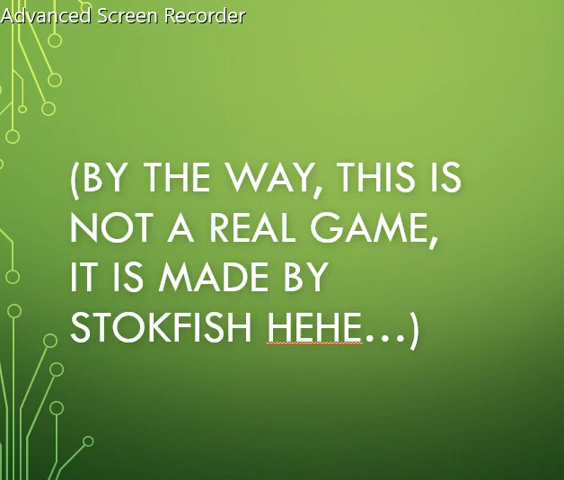 Advanced Screen Recorder
(BY THE WAY, THIS IS
NOT A REAL GAME,
IT IS MADE BY
STOKFISH HEHE...)